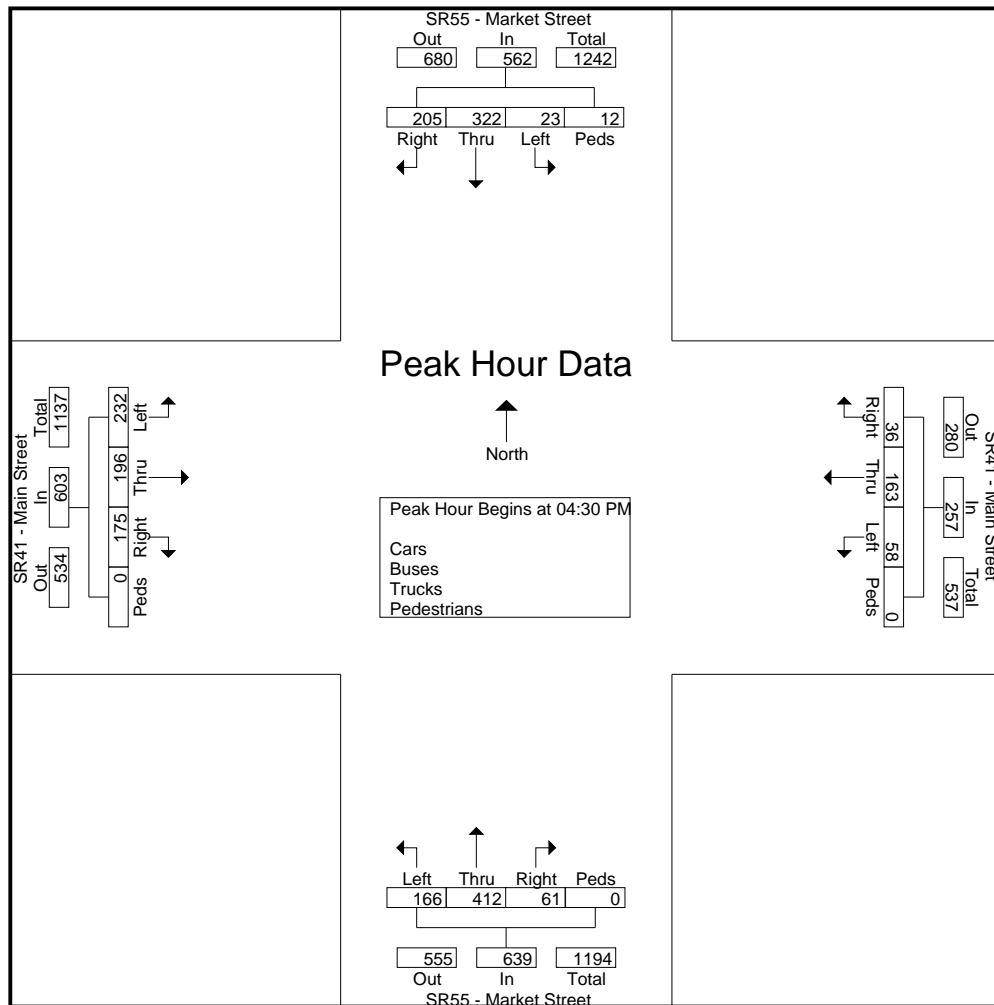 SR55 - Market Street
Out In Total
680 562 1242
205 322 23 12
Right Thru Left Peds
Peak Hour Data
North
Peak Hour Begins at 04:30 PM
Cars
Buses
Trucks
Pedestrians
SR41 - Main Street
Out In Total
534 603 1137
0 175 196 232
Peds Right Thru Left
SR41 - Main Street
Out In Total
280 257 537
Right Thru Left Peds
36 163 58 0
Left Thru Right Peds
166 412 61 0
555 639 1194
Out In Total
SR55 - Market Street